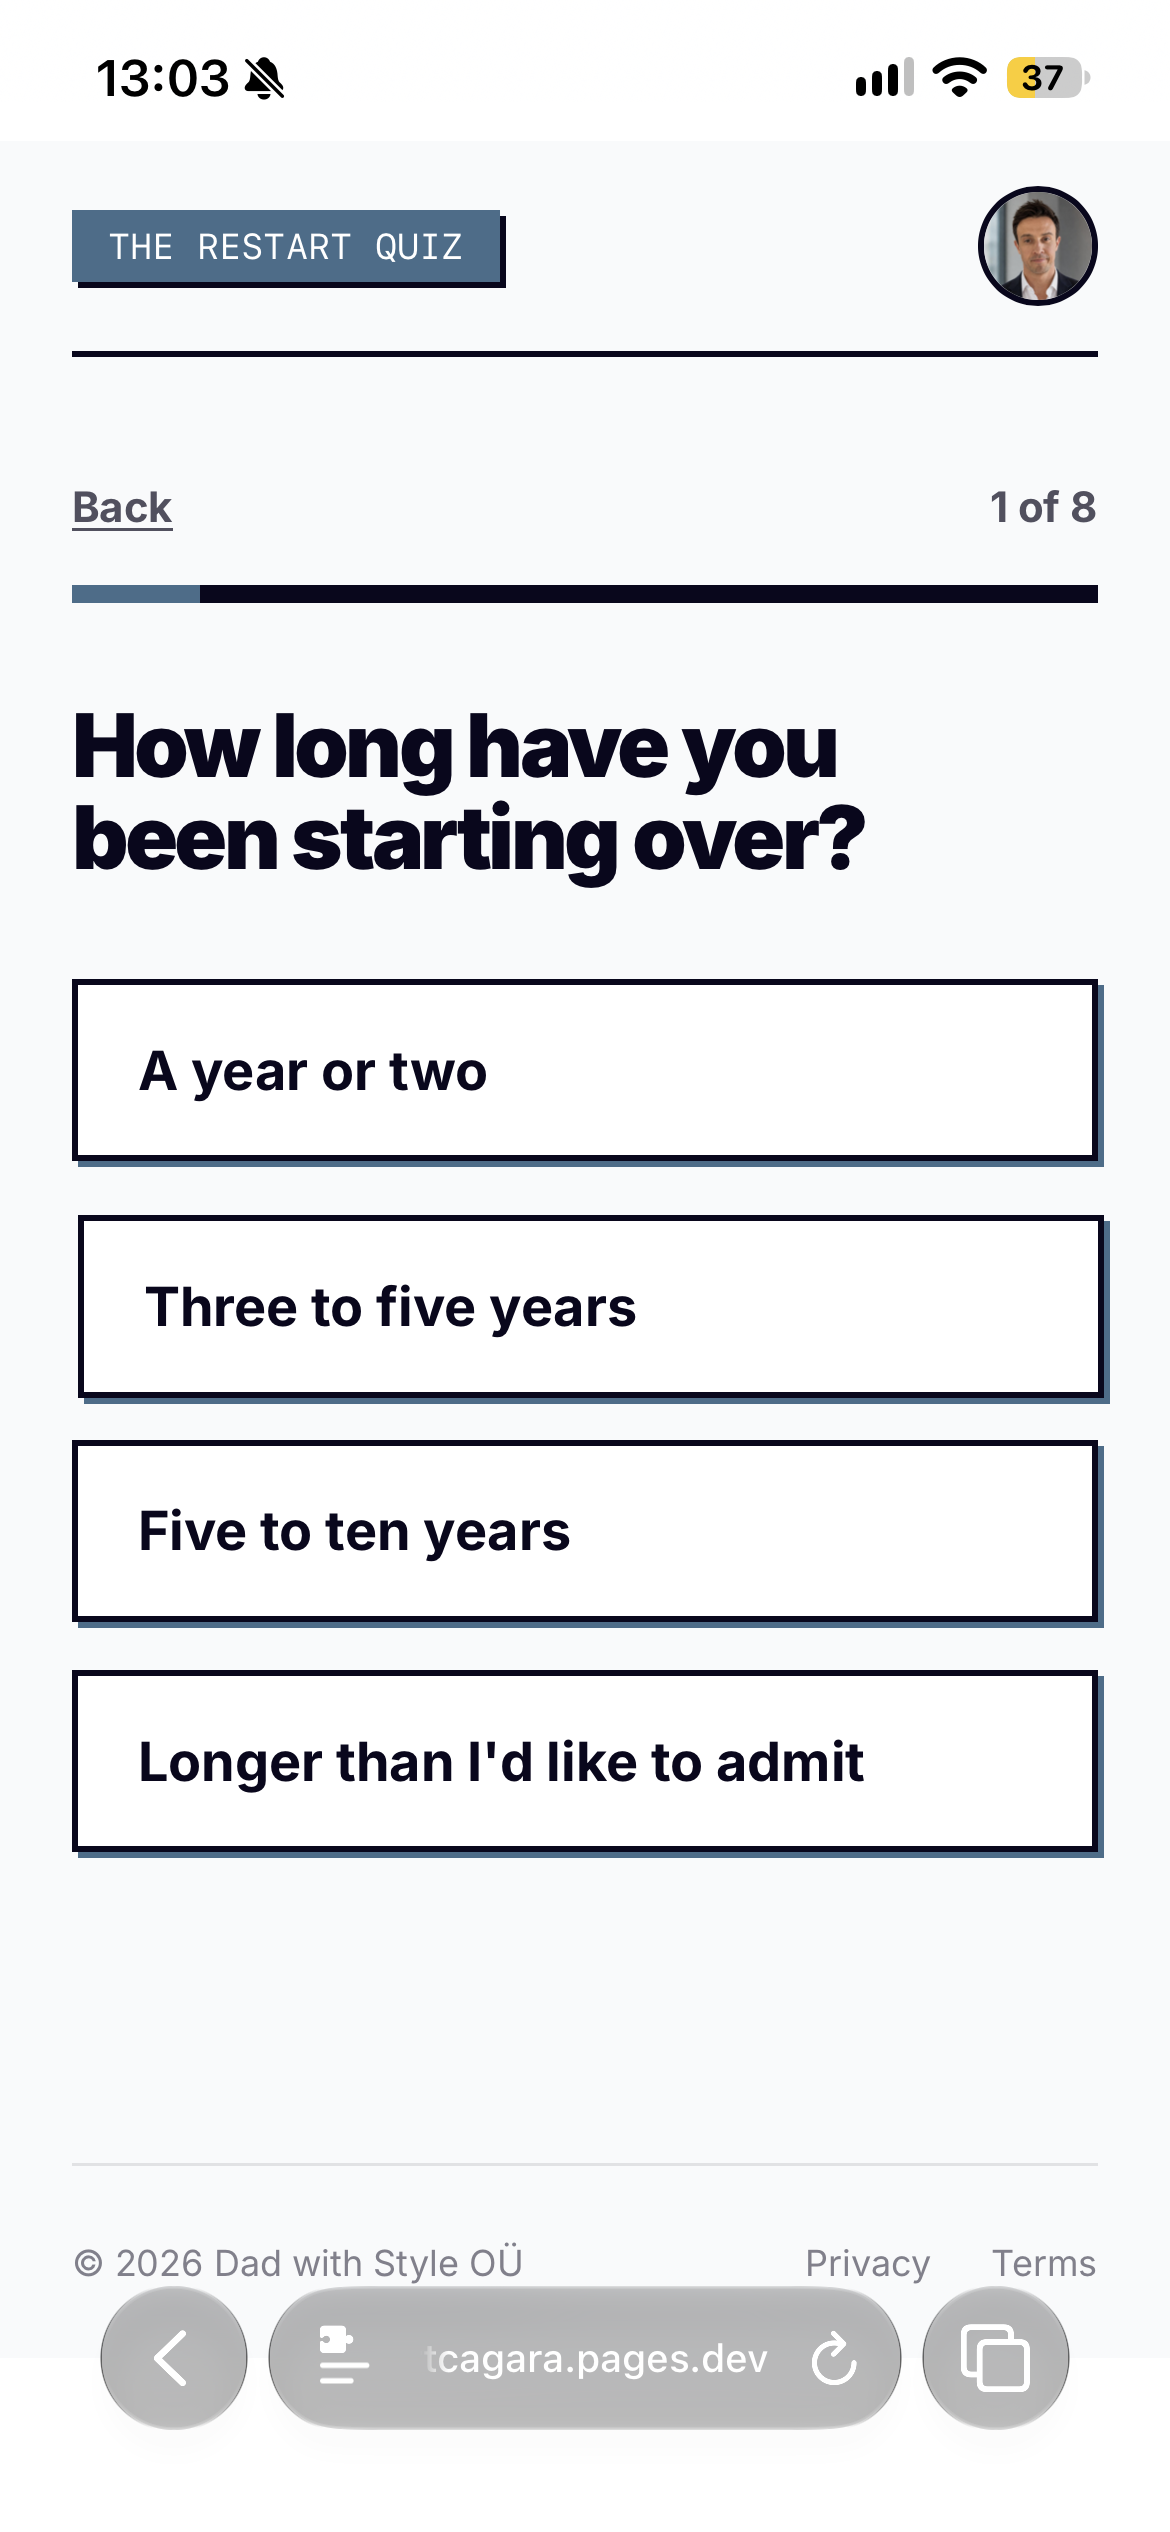 13:03
37
THE RESTART QUIZ
Back
1 of 8
How long have you
been starting over?
A year or two
Three to five years
Five to ten years
Longer than I'd like to admit
© 2026 Dad with Style OÜ
Privacy
Terms
tcagara.pages.dev